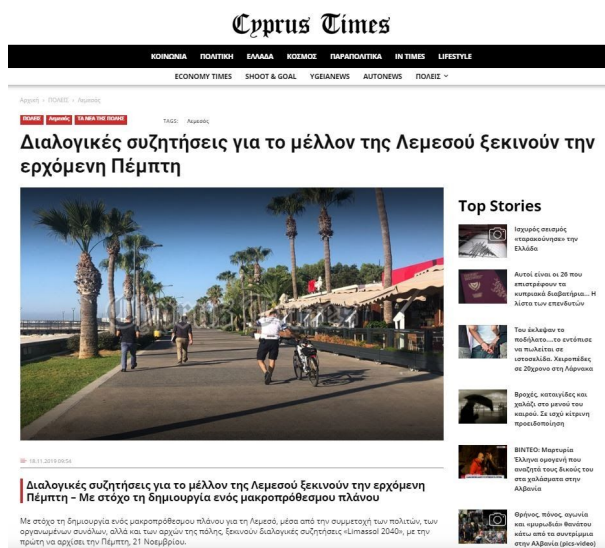 Cyprus Times
ΚΟΙΝΩΝΙΑ ΠΟΛΙΤΙΚΗ ΕΛΛΑΔΑ ΚΟΣΜΟΣ ΠΑΡΑΠΟΛΙΤΙΚΑ IN TIMES LIFESTYLE
ECONOMY TIMES SHOOT & GOAL YGEIANEWS AUTONEWS ΠΟΛΕΙΣ
Αρχική › ΠΟΛΕΙΣ › Λεμεσός
ΠΟΛΕΙΣ Λεμεσός ΤΑ ΝΕΑ ΤΗΣ ΠΟΛΗΣ TAGS: Λεμεσός
Διαλογικές συζητήσεις για το μέλλον της Λεμεσού ξεκινούν την
ερχόμενη Πέμπτη
Cyprus Times
18.11.2019 09:56
Διαλογικές συζητήσεις για το μέλλον της Λεμεσού ξεκινούν την ερχόμενη
Πέμπτη – Με στόχο τη δημιουργία ενός μακροπρόθεσμου πλάνου
Με στόχο τη δημιουργία ενός μακροπρόθεσμου πλάνου για τη Λεμεσό, μέσα από την συμμετοχή των πολιτών, των
οργανωμένων συνόλων, αλλά και των αρχών της πόλης, ξεκινούν διαλογικές συζητήσεις «Limassol 2040», με την
πρώτη να αρχίσει την Πέμπτη, 21 Νοεμβρίου.
Top Stories
Ισχυρός σεισμός
«ταρακούνησε» την
Ελλάδα
Αυτοί είναι οι 26 που
επιστρέφουν τα
κυπριακά διαβατήρια... Η
λίστα των επενδυτών
Του έκλεψαν το
ποδήλατο....το εντόπισε
να πωλείται σε
ιστοσελίδα. Χειροπέδες
σε 20χρονο στη Λάρνακα
Βροχές, καταιγίδες και
χαλάζι στο μενού του
καιρού. Σε ισχύ κίτρινη
προειδοποίηση
ΒΙΝΤΕΟ: Μαρτυρία
Έλληνα ομογενή που
αναζητά τους δικούς του
στα χαλάσματα στην
Αλβανία
Θρήνος, πόνος, αγωνία
και «μυρωδιά» θανάτου
κάτω από τα συντρίμμια
στην Αλβανία (pics-video)